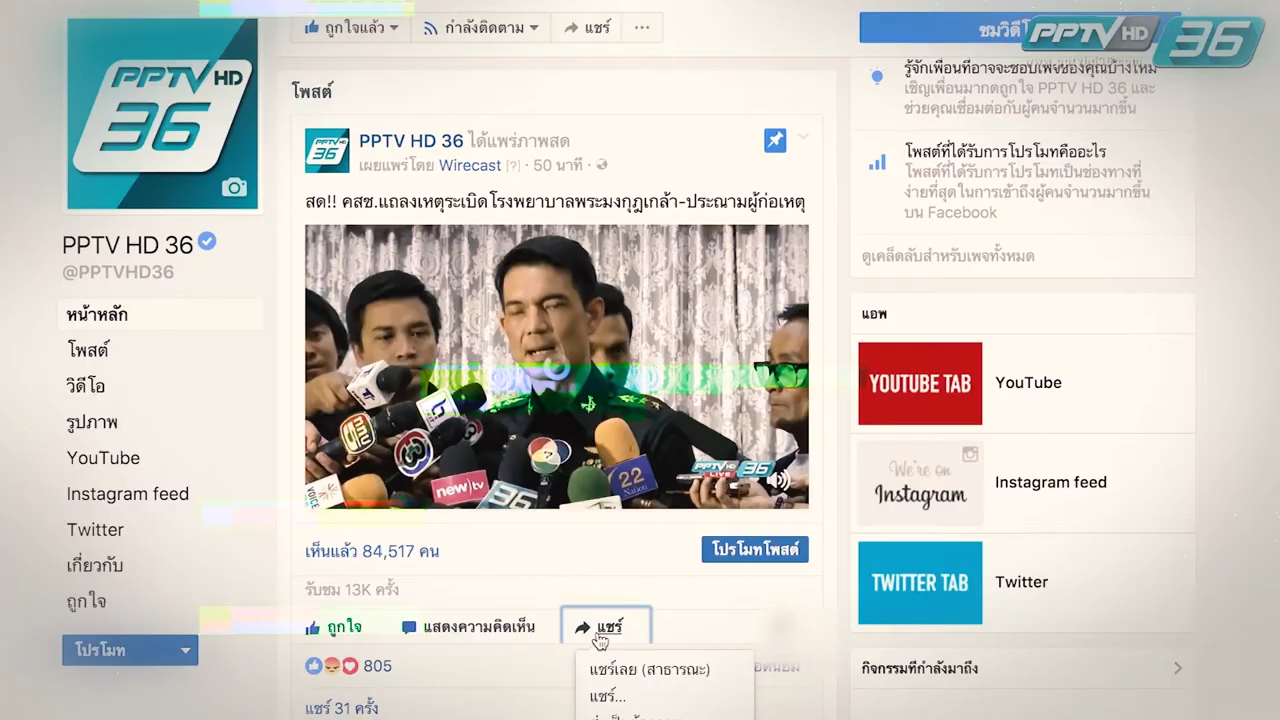 ถูกใจแล้ว
กำลังติดตาม
แชร์
ชมวิดีโ
PPTV HD 36
PPTV HD 36
โพสต์
PPTV HD 36 ได้แพร่ภาพสด
เผยแพร่โดย Wirecast [?] · 50 นาที ·
สด!! คสช.แถลงเหตุระเบิดโรงพยาบาลพระมงกุฎเกล้า-ประณามผู้ก่อเหตุ
รู้จักเพื่อนที่อาจจะชอบเพจของคุณบ้างไหม
เชิญเพื่อนมากดถูกใจ PPTV HD 36 และ
ช่วยคุณเชื่อมต่อกับผู้คนจำนวนมากขึ้น
โพสต์ที่ได้รับการโปรโมทคืออะไร
โพสต์ที่ได้รับการโปรโมทเป็นช่องทางที่
ง่ายที่สุดในการเข้าถึงผู้คนจำนวนมากขึ้น
บน Facebook
ดูเคล็ดลับสำหรับเพจทั้งหมด
PPTV HD 36
@PPTVHD36
หน้าหลัก
โพสต์
วิดีโอ
รูปภาพ
YouTube
Instagram feed
Twitter
เกี่ยวกับ
ถูกใจ
โปรโมท
new)tv
36
22
Nation
VOICE
PPTV HD 36
LIVE
เห็นแล้ว 84,517 คน
โปรโมทโพสต์
รับชม 13K ครั้ง
ถูกใจ
แสดงความคิดเห็น
แชร์
805
แชร์เลย (สาธารณะ)
แชร์...
แชร์ 31 ครั้ง
แอพ
YOUTUBE TAB
YouTube
We're on
Instagram
Instagram feed
TWITTER TAB
Twitter
กิจกรรมที่กำลังมาถึง